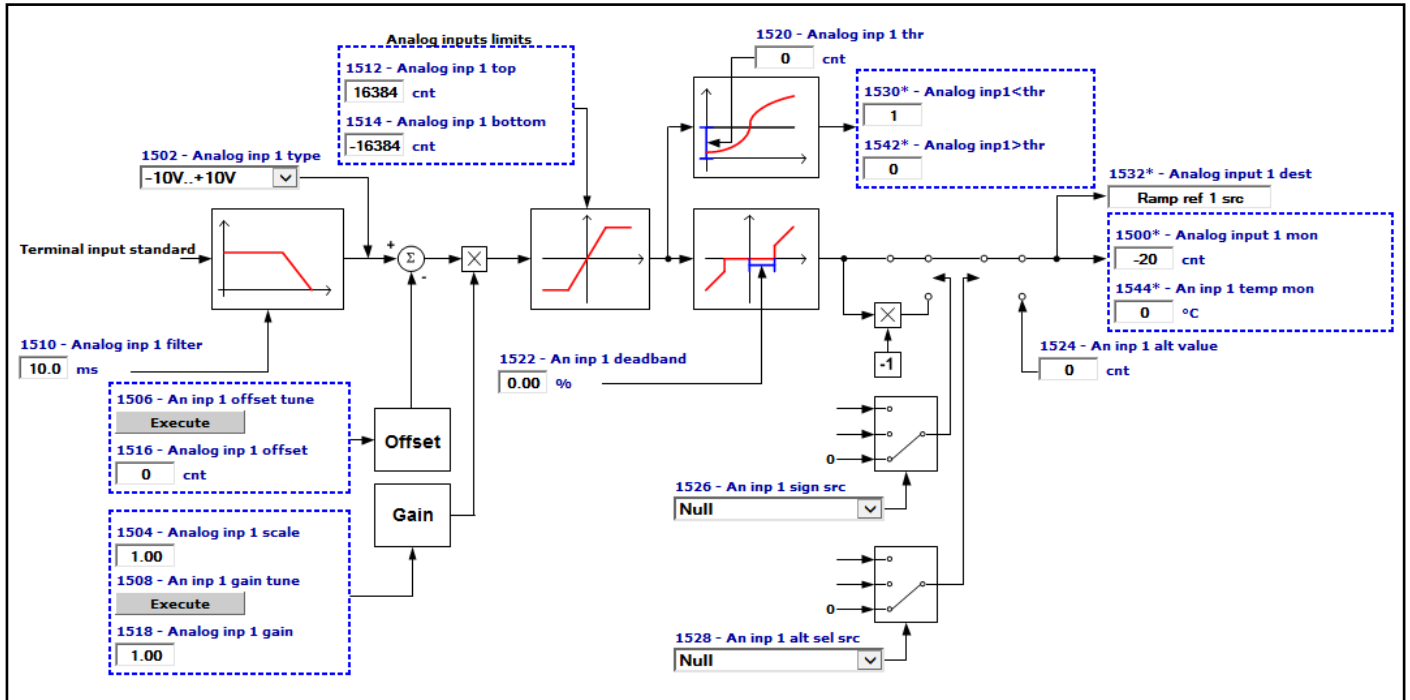 Analog inputs limits
1512 - Analog inp 1 top
16384 cnt
1514 - Analog inp 1 bottom
-16384 cnt
1520 - Analog inp 1 thr
0 cnt
1530* - Analog inp1<thr
1
1542* - Analog inp1>thr
0
1502 - Analog inp 1 type
-10V..+10V
Terminal input standard
+
Σ
-
X
1532* - Analog input 1 dest
Ramp ref 1 src
1500* - Analog input 1 mon
-20 cnt
1544* - An inp 1 temp mon
0 °C
1510 - Analog inp 1 filter
10.0 ms
1522 - An inp 1 deadband
0.00 %
X
-1
1524 - An inp 1 alt value
0 cnt
1506 - An inp 1 offset tune
Execute
1516 - Analog inp 1 offset
0 cnt
Offset
0
1526 - An inp 1 sign src
Null
1504 - Analog inp 1 scale
1.00
1508 - An inp 1 gain tune
Execute
1518 - Analog inp 1 gain
1.00
Gain
0
1528 - An inp 1 alt sel src
Null